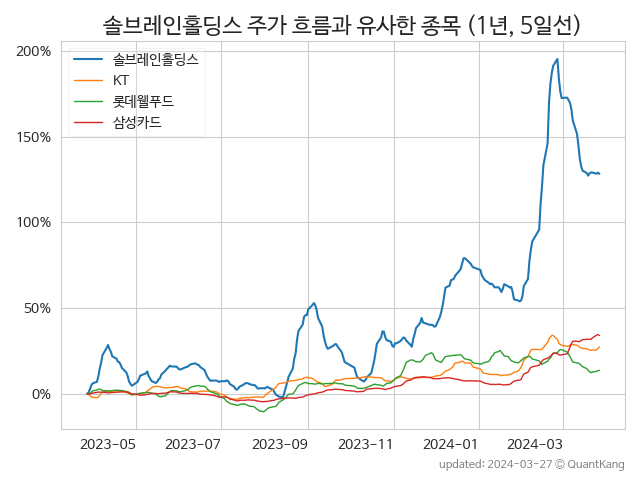 솔브레인홀딩스 주가 흐름과 유사한 종목 (1년, 5일선)
200%
150%
100%
50%
0%
솔브레인홀딩스
KT
롯데웰푸드
삼성카드
2023-05 2023-07 2023-09 2023-11 2024-01 2024-03
updated: 2024-03-27 © QuantKang